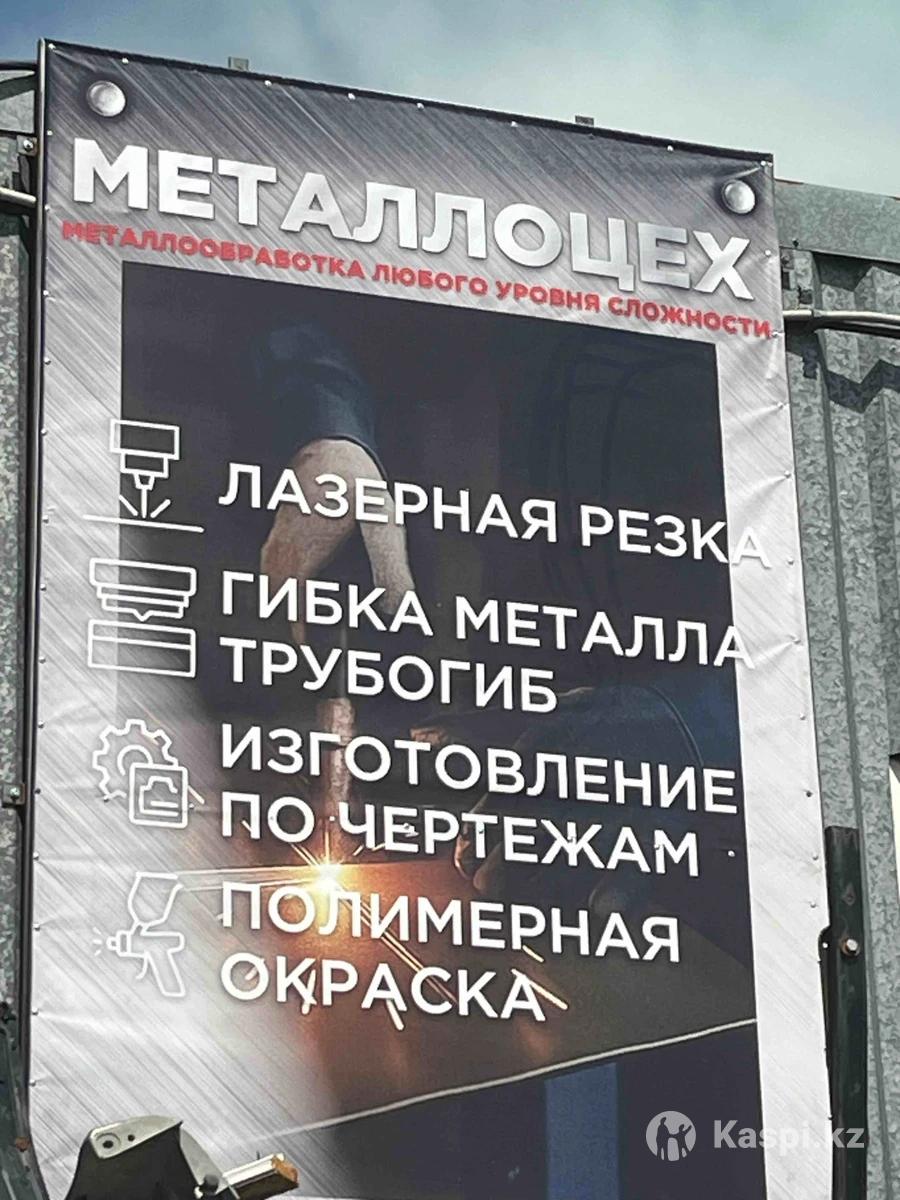 МЕТАЛЛОЦЕХ
МЕТАЛЛООБРАБОТКА ЛЮБОГО УРОВНЯ СЛОЖНОСТИ
ЛАЗЕРНАЯ РЕЗКА
ГИБКА МЕТАЛЛА
ТРУБОГИБ
ИЗГОТОВЛЕНИЕ
ПО ЧЕРТЕЖАМ
ПОЛИМЕРНАЯ
ОКРАСКА
Kaspi.kz